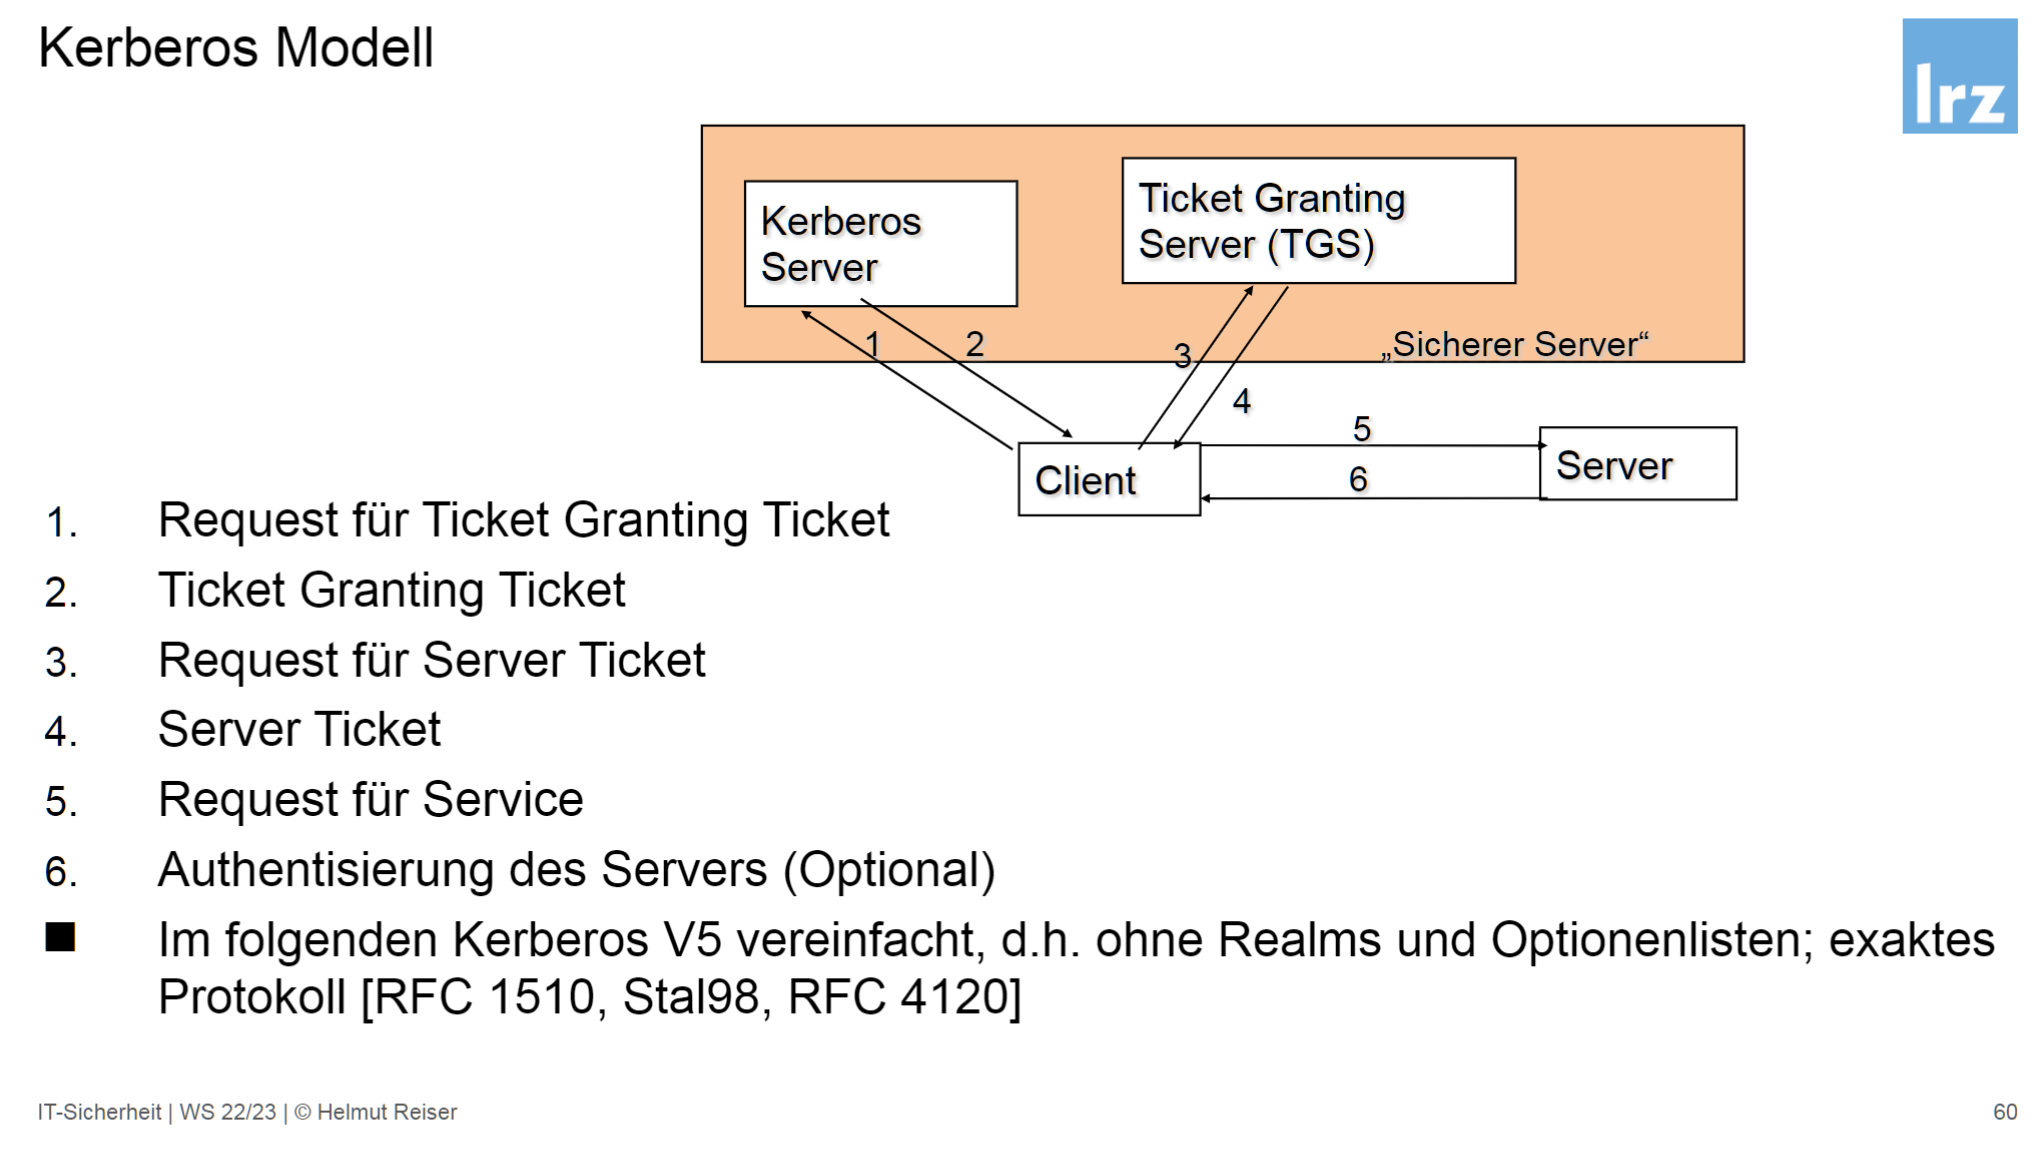 Kerberos Modell
lrz
Kerberos
Server
Ticket Granting
Server (TGS)
1
2
3
„Sicherer Server“
4
5
6
Client
Server
1. Request für Ticket Granting Ticket
2. Ticket Granting Ticket
3. Request für Server Ticket
4. Server Ticket
5. Request für Service
6. Authentisierung des Servers (Optional)
■ Im folgenden Kerberos V5 vereinfacht, d.h. ohne Realms und Optionenlisten; exaktes
Protokoll [RFC 1510, Stal98, RFC 4120]
IT-Sicherheit | WS 22/23 | © Helmut Reiser
60